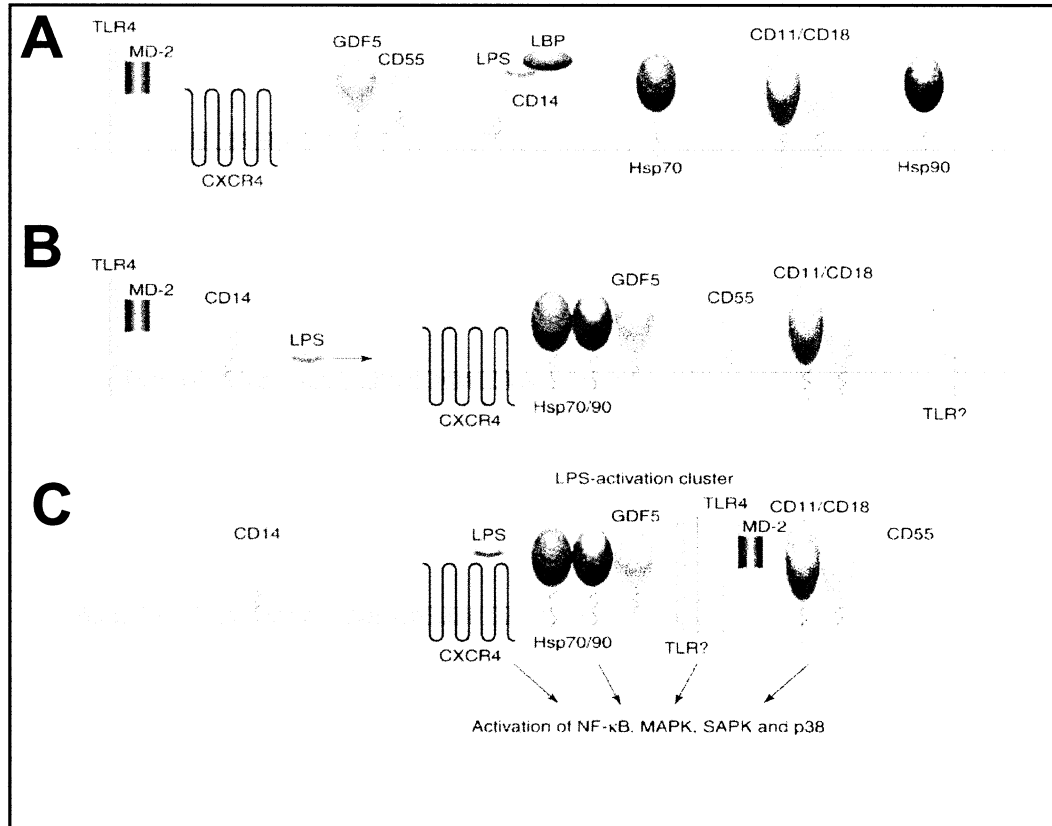 A
TLR4
MD-2
GDF5
CD55
LPS
LBP
CD14
CD11/CD18
CXCR4
Hsp70
Hsp90
B
TLR4
MD-2
CD14
LPS
GDF5
CD55
CD11/CD18
CXCR4
Hsp70/90
TLR?
C
LPS-activation cluster
CD14
LPS
GDF5
TLR4
MD-2
CD11/CD18
CD55
CXCR4
Hsp70/90
TLR?
Activation of NF-κB, MAPK, SAPK and p38